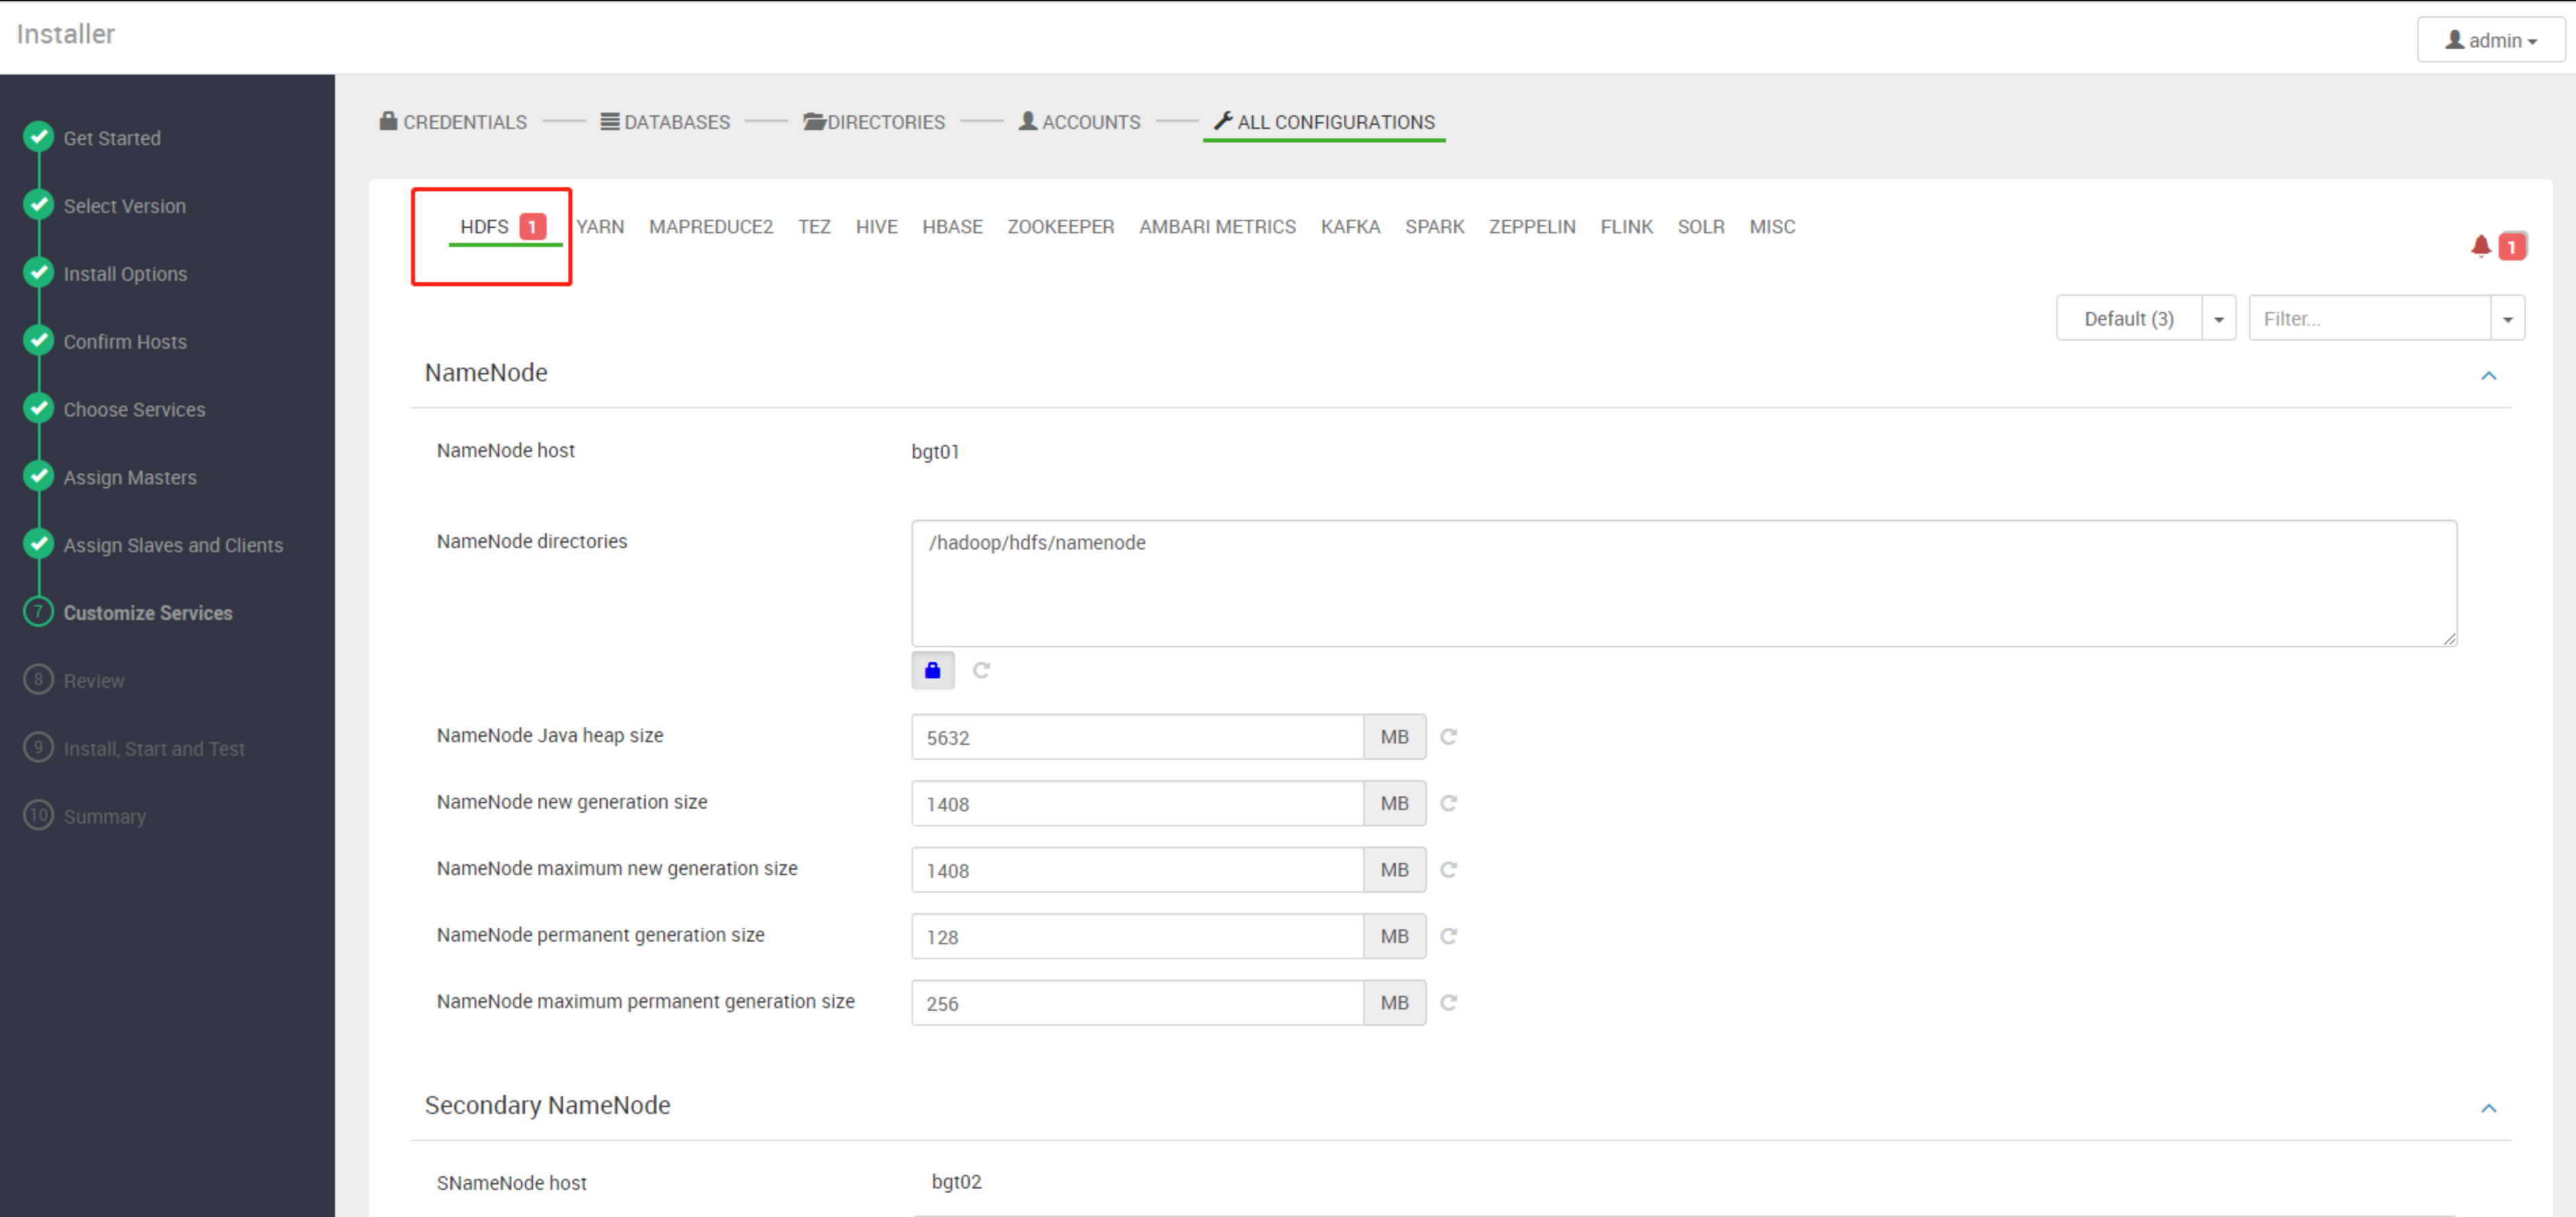 Installer
admin
Get Started
Select Version
Install Options
Confirm Hosts
Choose Services
Assign Masters
Assign Slaves and Clients
7 Customize Services
8 Review
9 Install, Start and Test
10 Summary
CREDENTIALS DATABASES DIRECTORIES ACCOUNTS ALL CONFIGURATIONS
HDFS 1 YARN MAPREDUCE2 TEZ HIVE HBASE ZOOKEEPER AMBARI METRICS KAFKA SPARK ZEPPELIN FLINK SOLR MISC
1
Default (3) Filter...
NameNode
NameNode host bgt01
NameNode directories /hadoop/hdfs/namenode
NameNode Java heap size 5632 MB
NameNode new generation size 1408 MB
NameNode maximum new generation size 1408 MB
NameNode permanent generation size 128 MB
NameNode maximum permanent generation size 256 MB
Secondary NameNode
SNameNode host bgt02